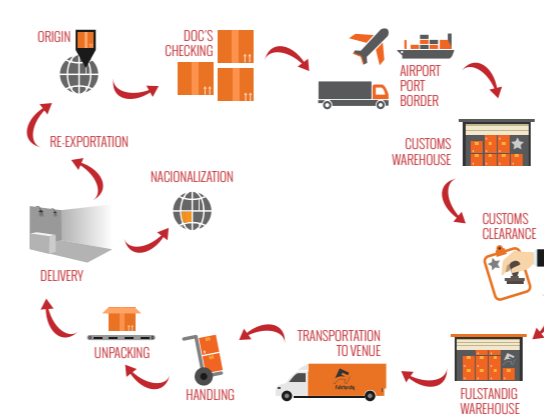 ORIGIN
DOC'S
CHECKING
AIRPORT
PORT
BORDER
CUSTOMS
WAREHOUSE
CUSTOMS
CLEARANCE
FULSTANDIG
WAREHOUSE
TRANSPORTATION
TO VENUE
Fulstandig
HANDLING
UNPACKING
DELIVERY
NACIONALIZATION
RE-EXPORTATION